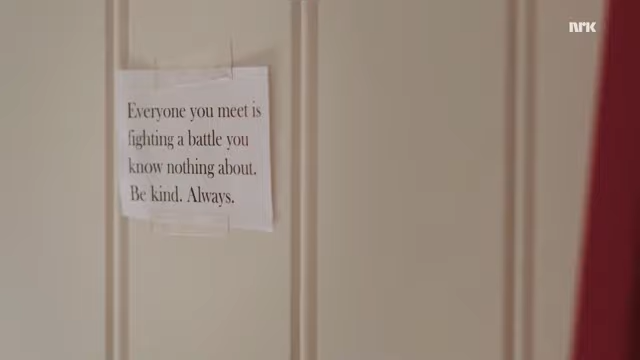 NRK
Everyone you meet is
fighting a battle you
know nothing about.
Be kind. Always.